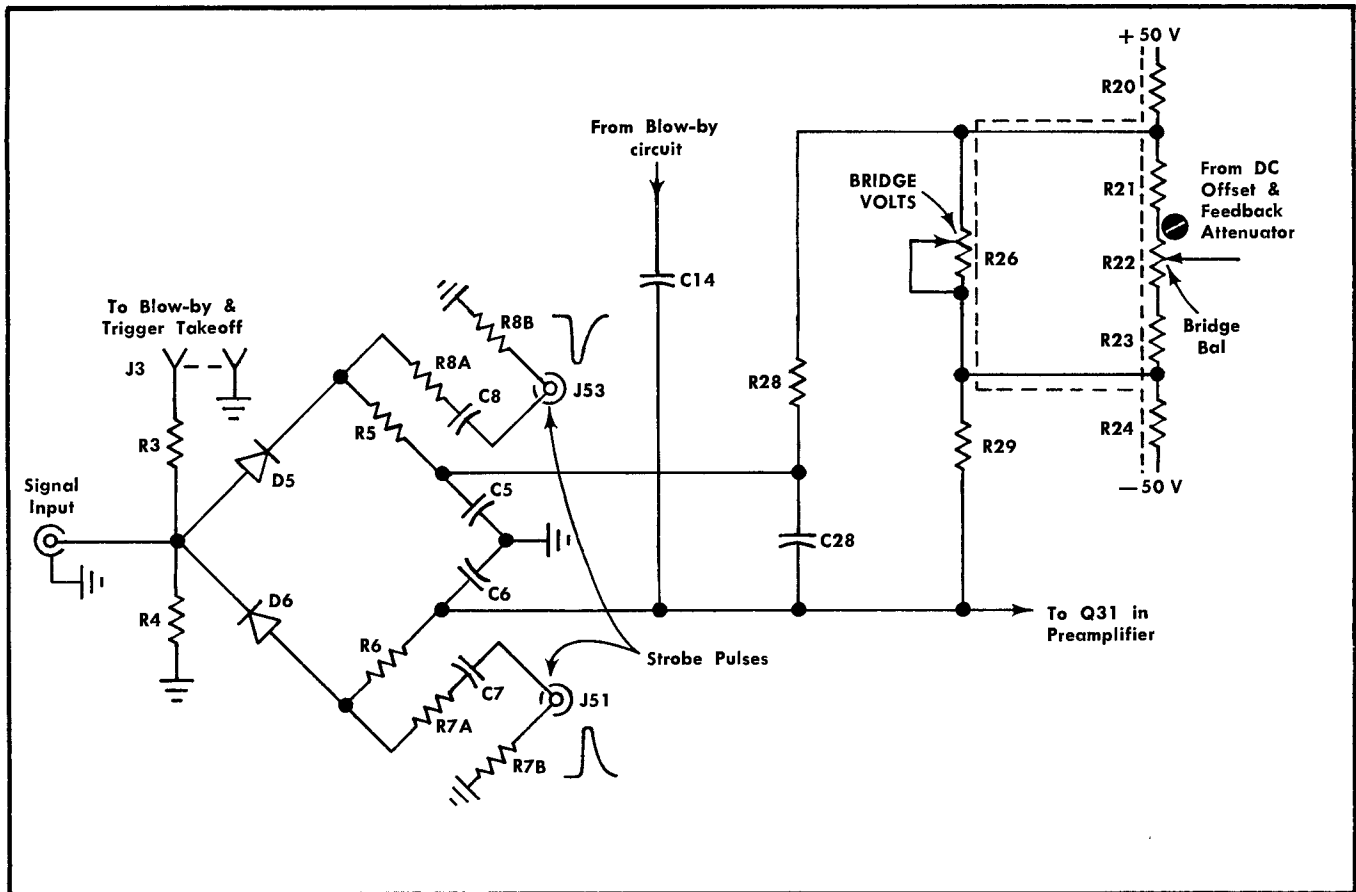 + 50 V
R20
From Blow-by
circuit
BRIDGE
VOLTS
R21
From DC
Offset &
Feedback
Attenuator
R26
R22
C14
To Blow-by &
Trigger Takeoff
J3
R8B
R8A
C8
J53
R23
Bridge
Bal
R28
R3
R5
R29
R24
D5
— 50 V
Signal
Input
C5
C28
D6
C6
R4
R6
To Q31 in
Preamplifier
Strobe Pulses
C7
R7A
J51
R7B